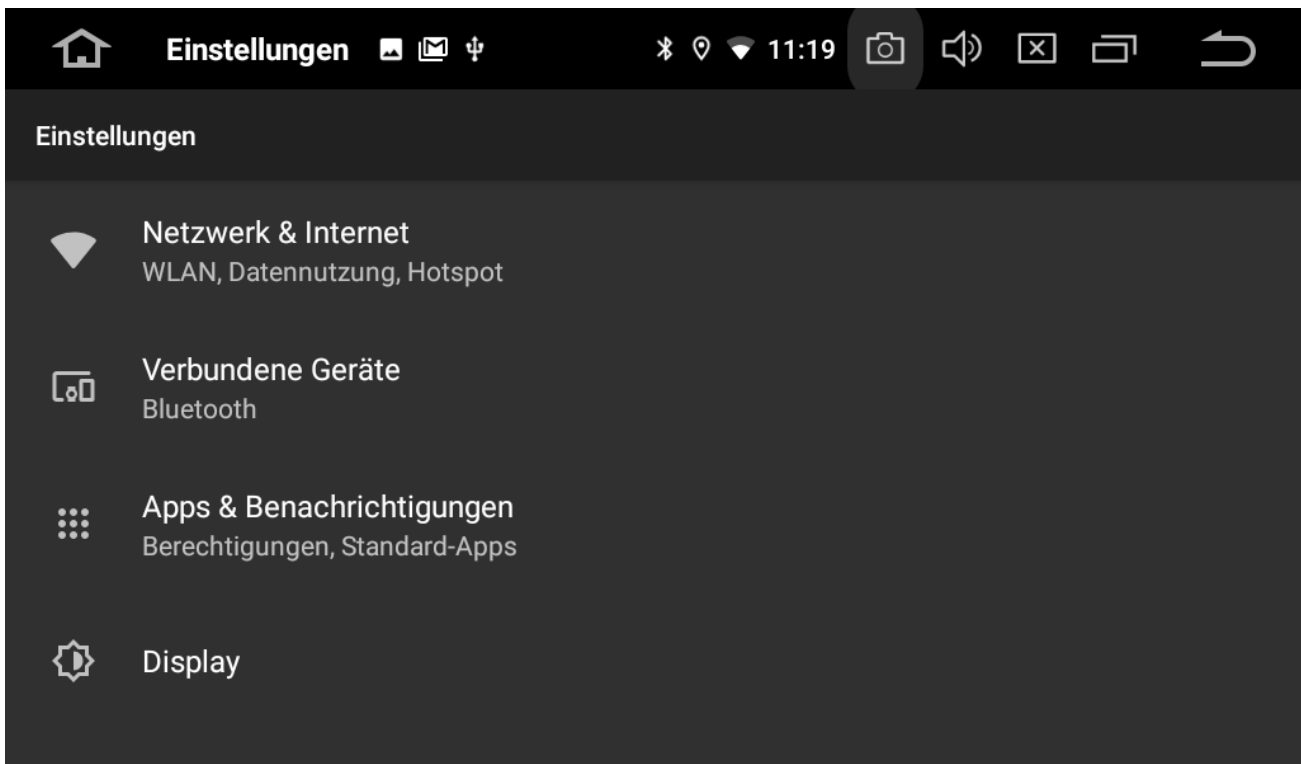 Einstellungen 11:19
Einstellungen
Netzwerk & Internet
WLAN, Datennutzung, Hotspot
Verbundene Geräte
Bluetooth
Apps & Benachrichtigungen
Berechtigungen, Standard-Apps
Display